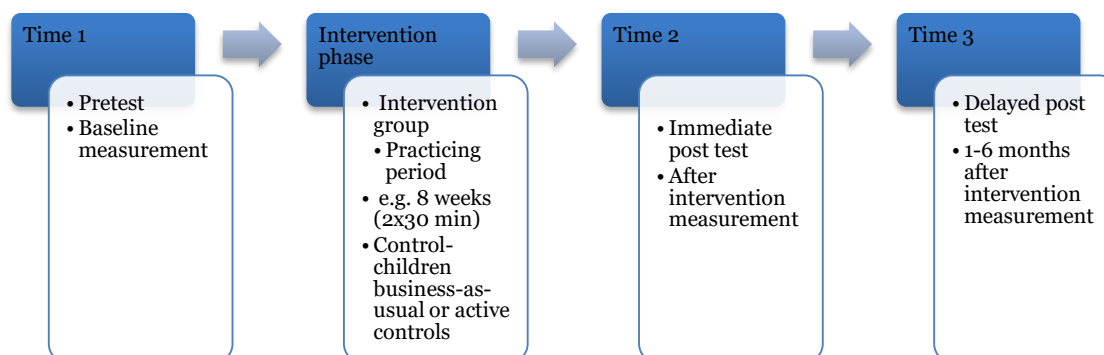 Time 1
• Pretest
• Baseline
measurement
Intervention
phase
• Intervention
group
• Practicing
period
• e.g. 8 weeks
(2x30 min)
• Control-
children
business-as-
usual or active
controls
Time 2
• Immediate
post test
• After
intervention
measurement
Time 3
• Delayed post
test
• 1-6 months
after
intervention
measurement